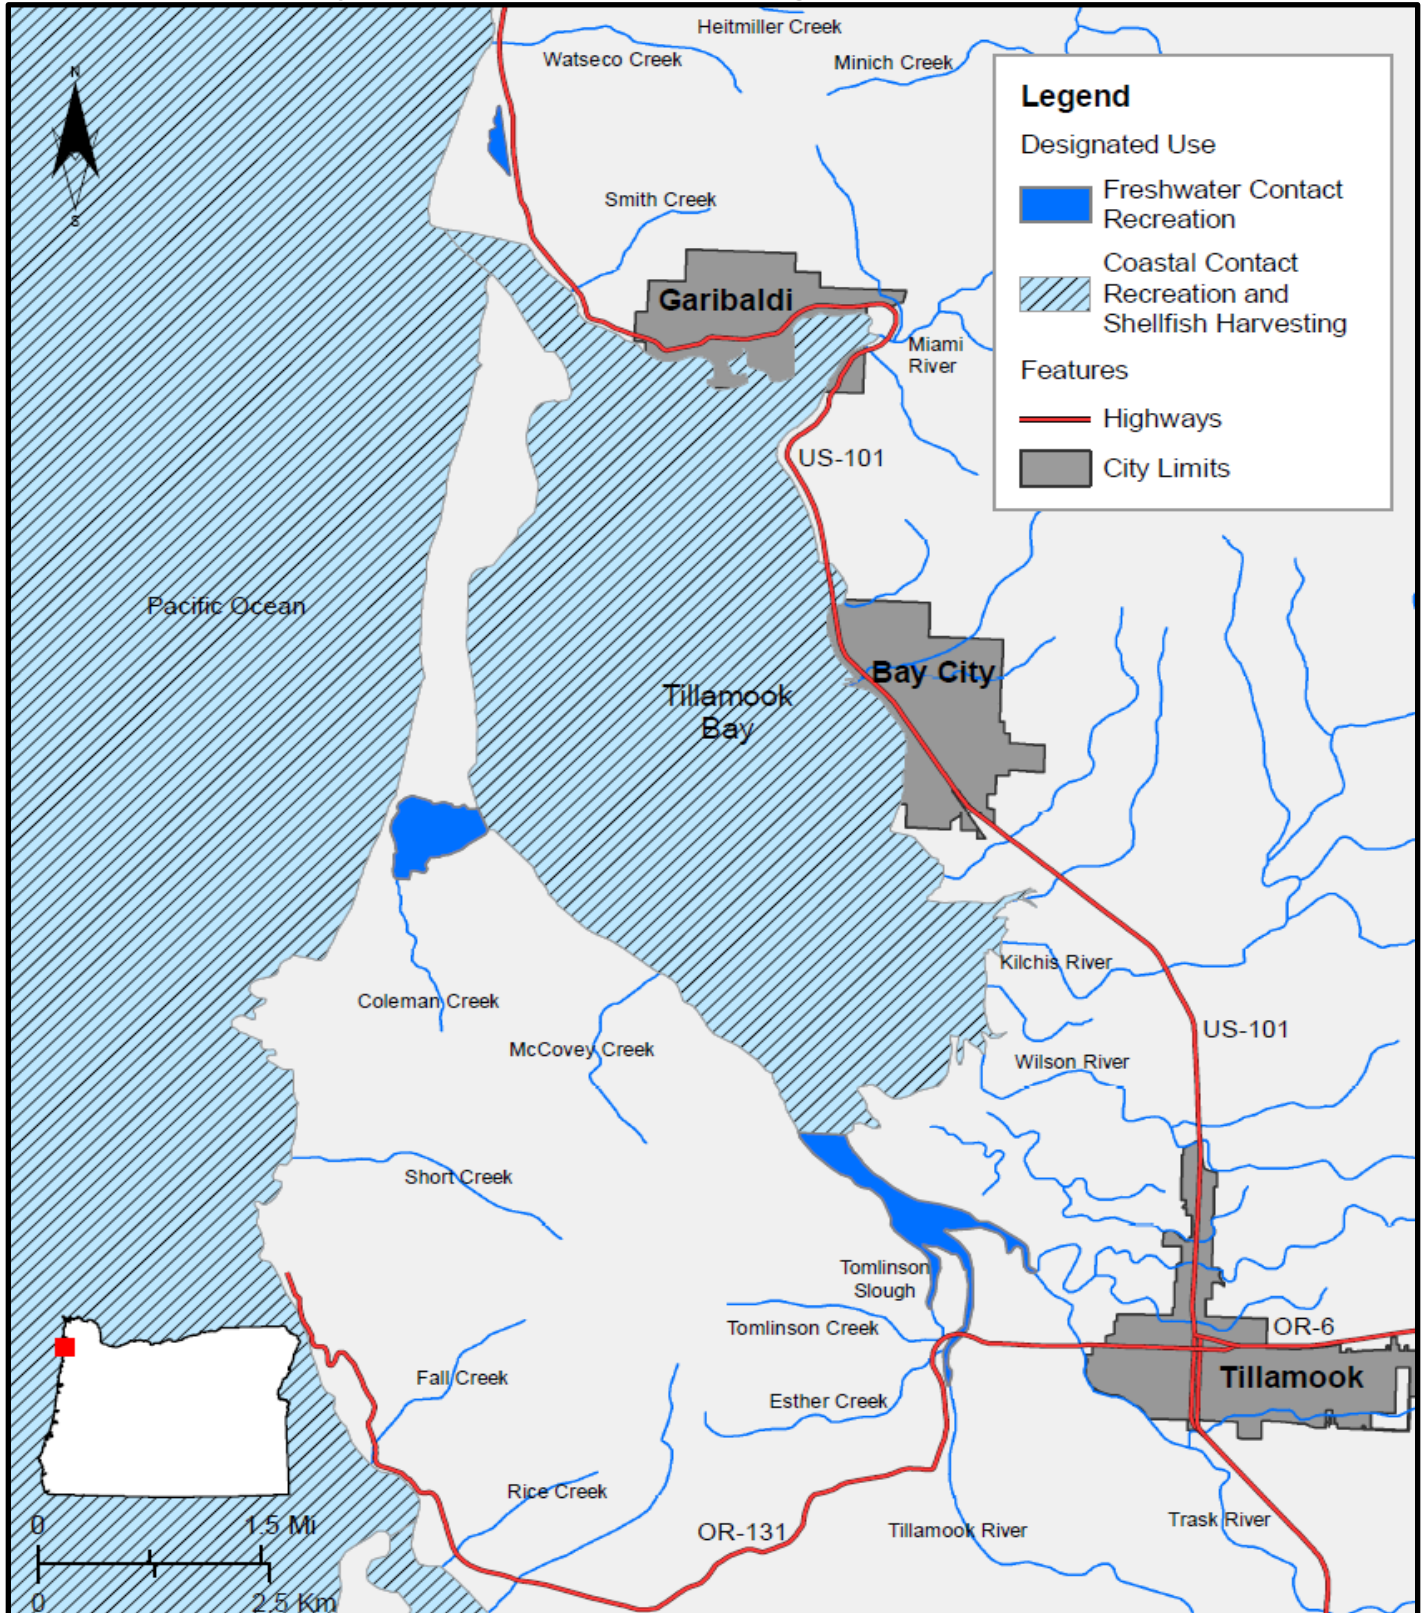 Heitmiller Creek
Watseco Creek
Minich Creek
N
S
Legend
Designated Use
Freshwater Contact
Recreation
Coastal Contact
Recreation and
Shellfish Harvesting
Features
Highways
City Limits
Smith Creek
Garibaldi
Miami
River
US-101
Pacific Ocean
Bay City
Tillamook
Bay
Kilchis River
Coleman Creek
US-101
McCovey Creek
Wilson River
Short Creek
Tomlinson
Slough
Tomlinson Creek
OR-6
Fall Creek
Tillamook
Esther Creek
Rice Creek
Trask River
OR-131
Tillamook River
0
1.5 Mi
0
2.5 Km